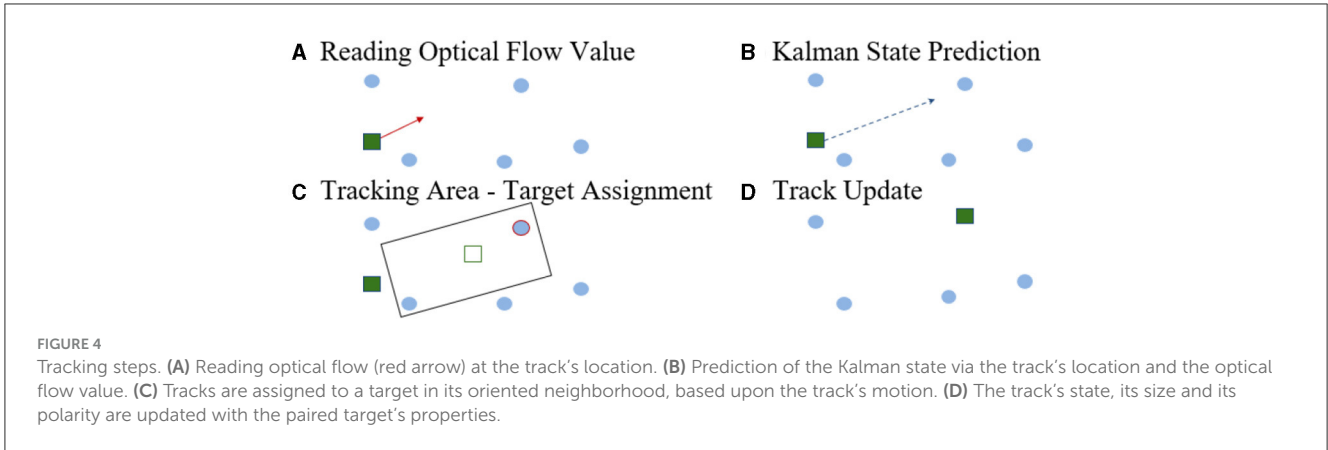 A Reading Optical Flow Value
B Kalman State Prediction
C Tracking Area - Target Assignment
D Track Update
FIGURE 4
Tracking steps. (A) Reading optical flow (red arrow) at the track's location. (B) Prediction of the Kalman state via the track's location and the optical
flow value. (C) Tracks are assigned to a target in its oriented neighborhood, based upon the track's motion. (D) The track's state, its size and its
polarity are updated with the paired target's properties.